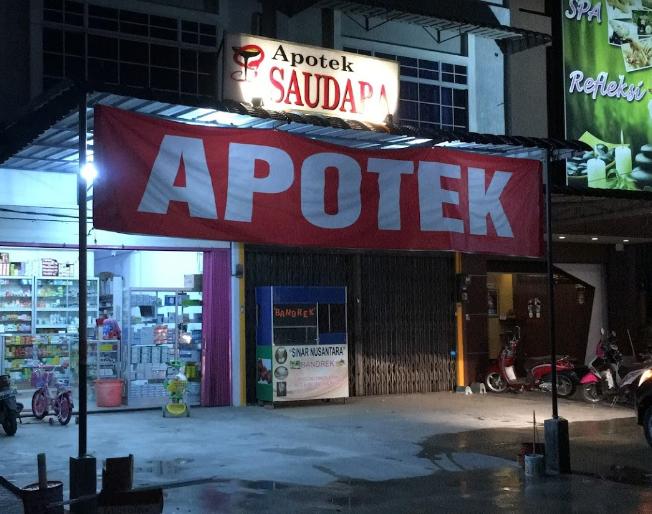 Apotek
SAUDARA
SPA
Refleksi
APOTEK
BANDREK
"SINAR NUSANTARA"
BANDREK